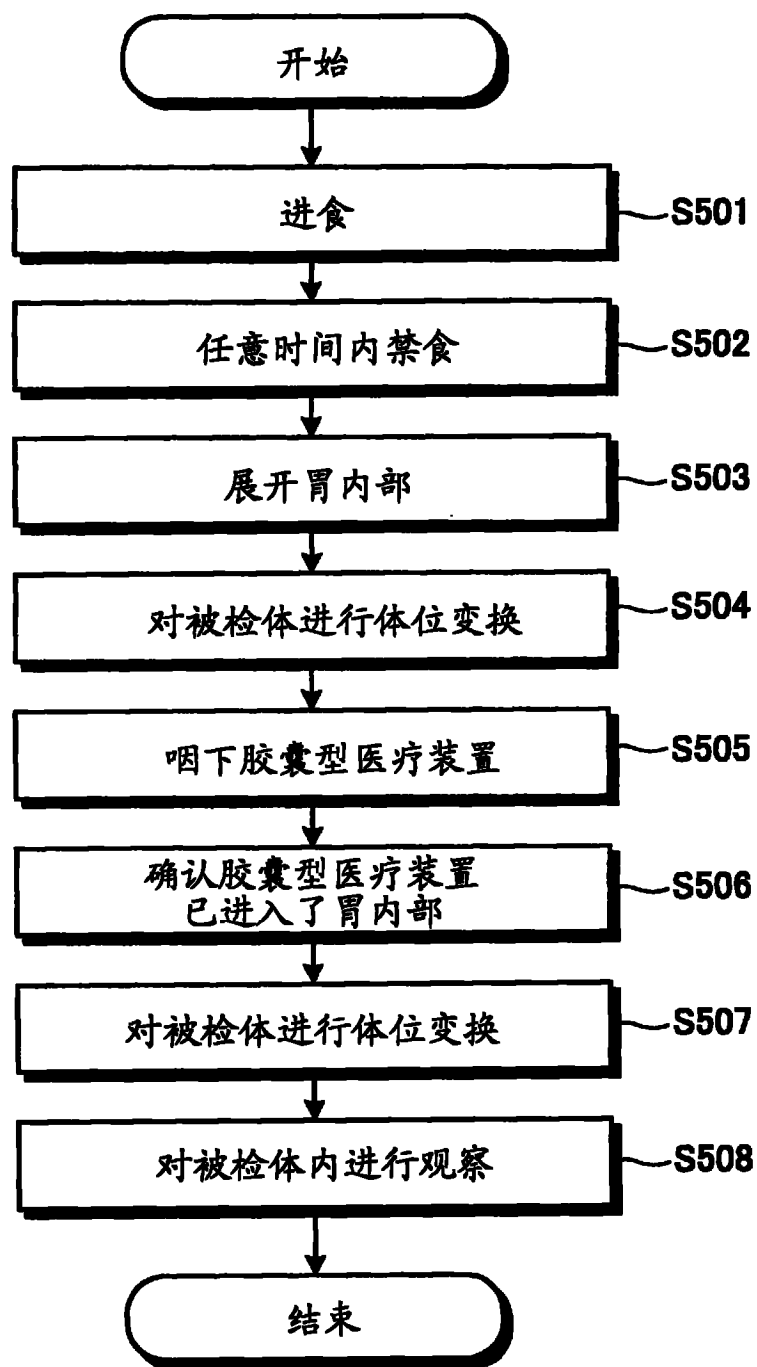 开始
进食
S501
任意时间内禁食
S502
展开胃内部
S503
对被检体进行体位变换
S504
咽下胶囊型医疗装置
S505
确认胶囊型医疗装置
已进入了胃内部
S506
对被检体进行体位变换
S507
对被检体内进行观察
S508
结束